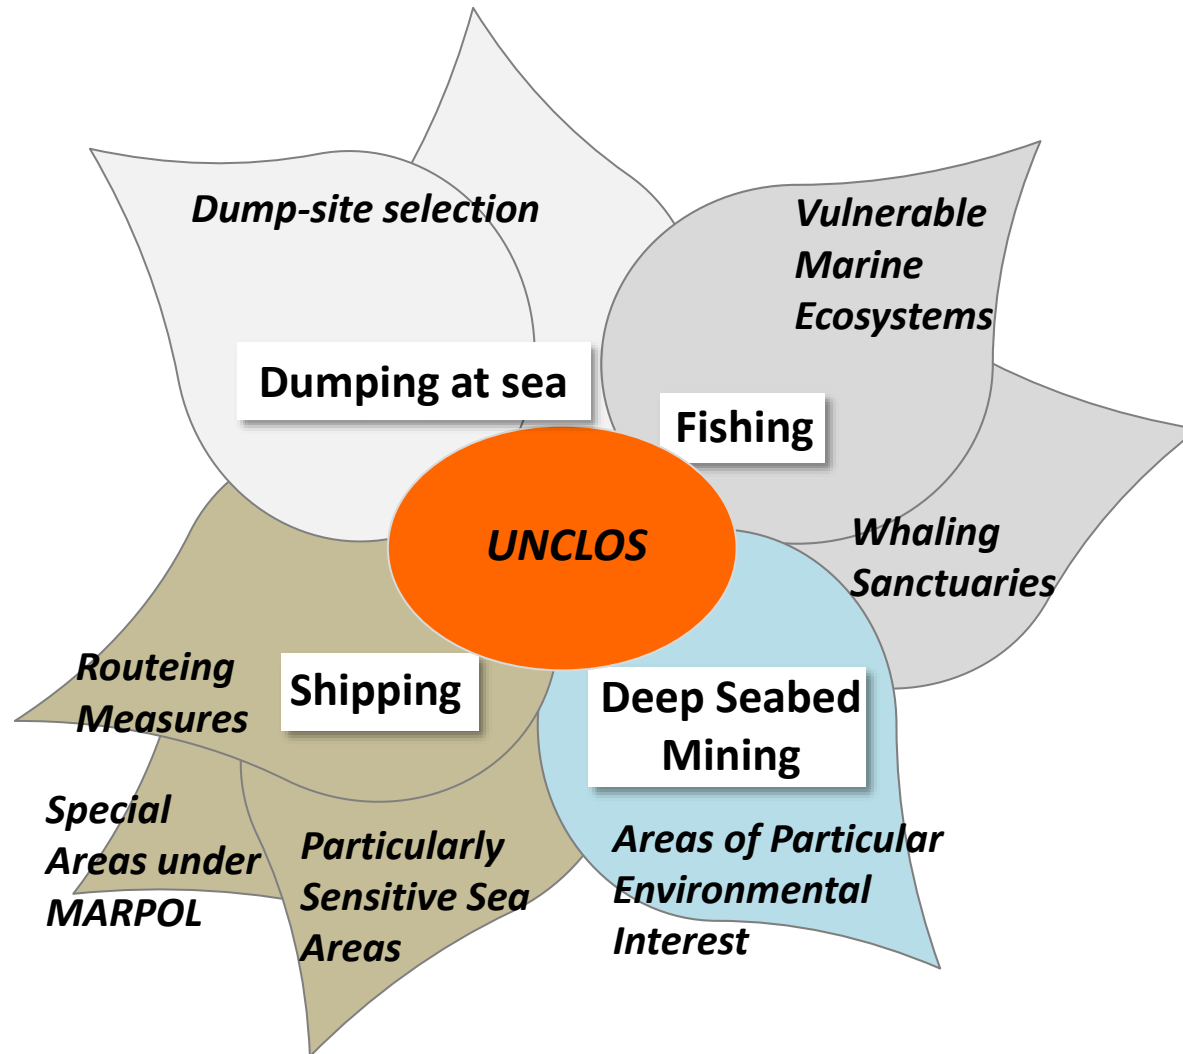 Dump-site selection
Vulnerable
Marine
Ecosystems
Dumping at sea
Fishing
UNCLOS
Whaling
Sanctuaries
Routeing
Measures
Shipping
Deep Seabed
Mining
Special
Areas under
MARPOL
Particularly
Sensitive Sea
Areas
Areas of Particular
Environmental
Interest